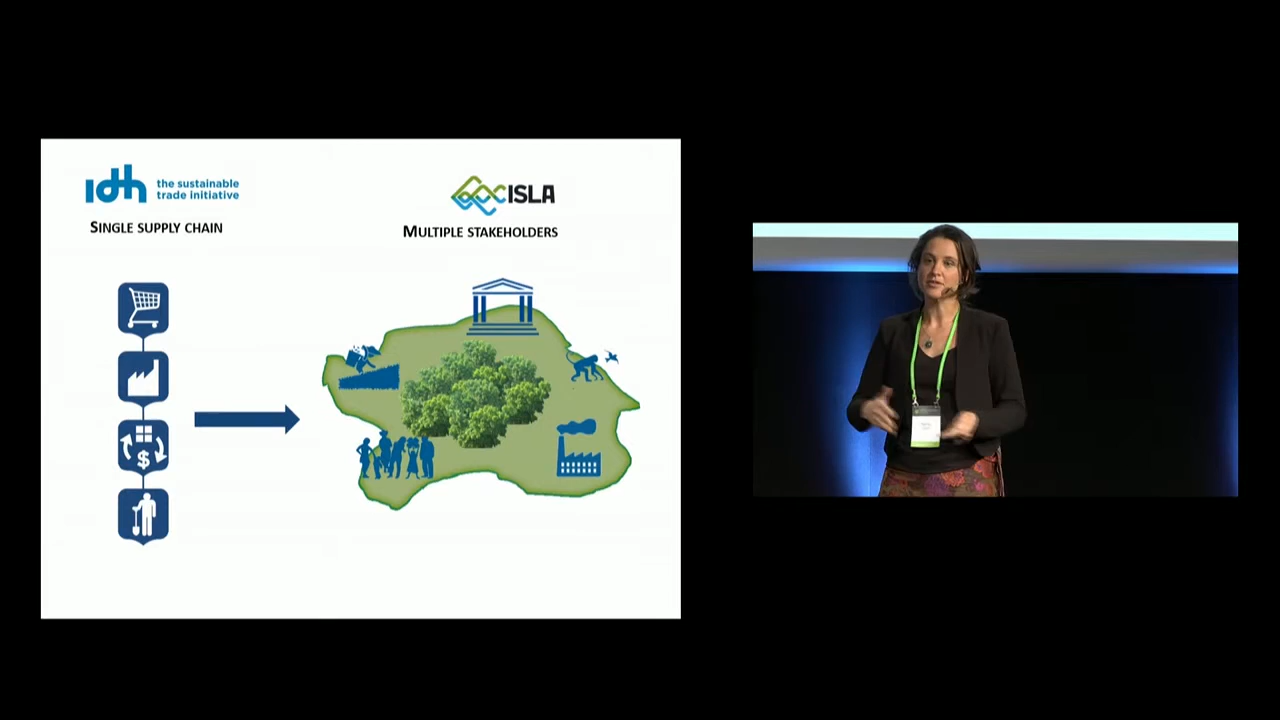 idh
the sustainable
trade initiative
SINGLE SUPPLY CHAIN
ISLA
MULTIPLE STAKEHOLDERS
$